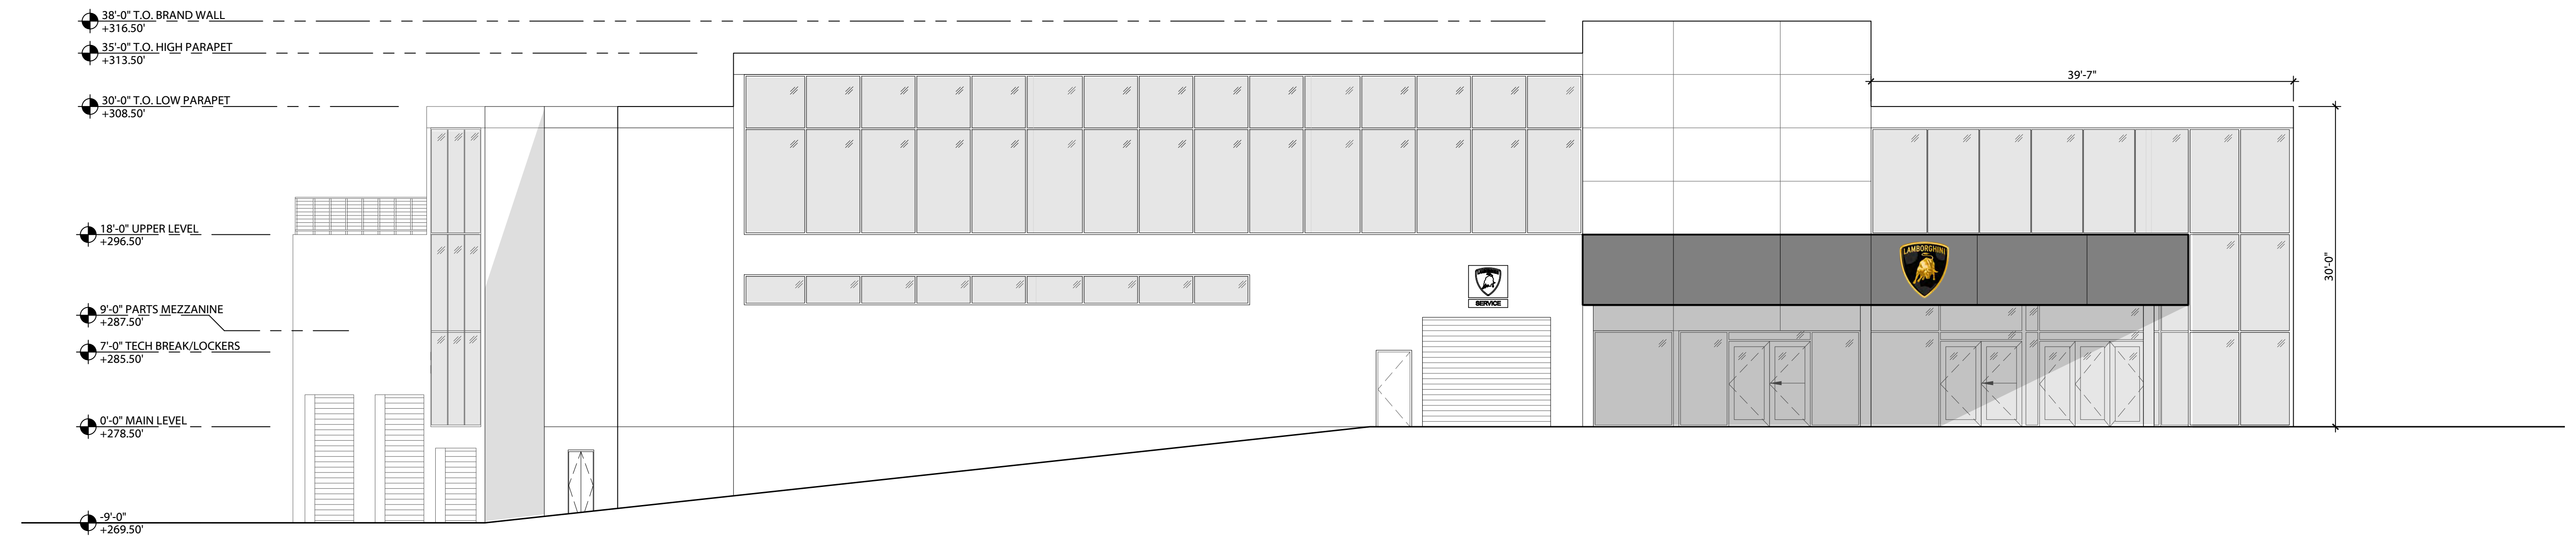 38'-0" T.O. BRAND WALL
+316.50'
35'-0" T.O. HIGH PARAPET
+313.50'
39'-7"
30'-0" T.O. LOW PARAPET
+308.50'
18'-0" UPPER LEVEL
+296.50'
LAMBORGHINI
30'-0"
SERVICE
9'-0" PARTS MEZZANINE
+287.50'
7'-0" TECH BREAK/LOCKERS
+285.50'
0'-0" MAIN LEVEL
+278.50'
-9'-0"
+269.50'